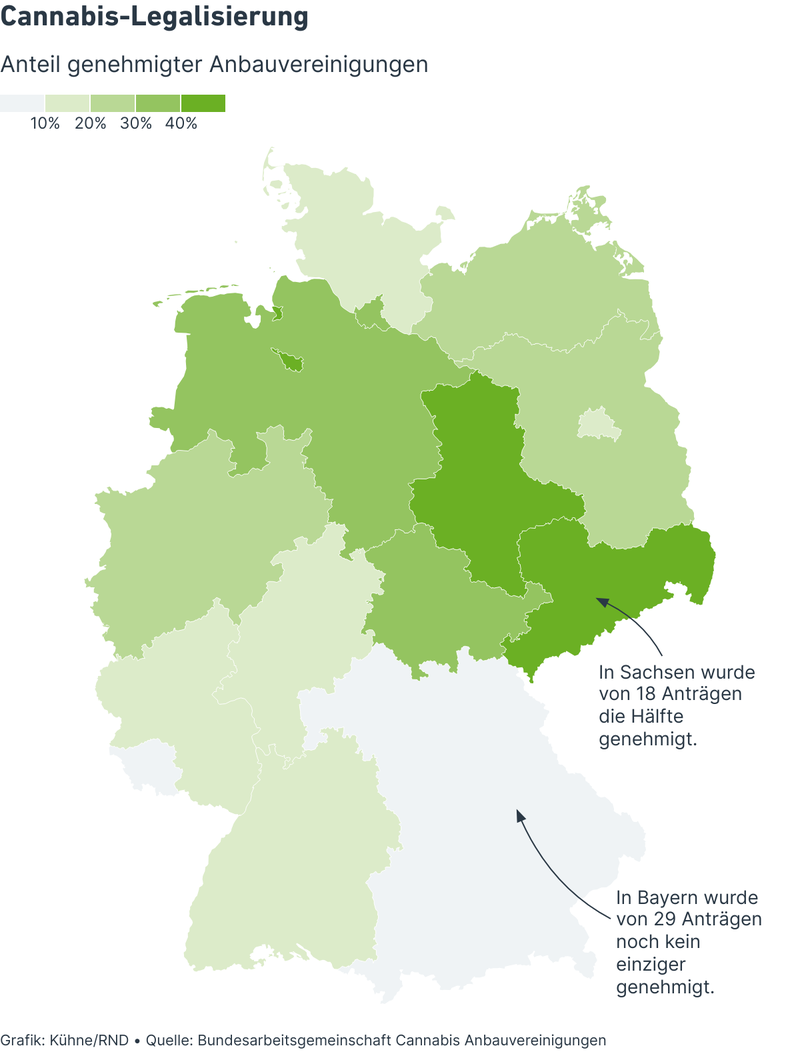 Cannabis-Legalisierung
Anteil genehmigter Anbauvereinigungen
10% 20% 30% 40%
In Sachsen wurde
von 18 Anträgen
die Hälfte
genehmigt.
In Bayern wurde
von 29 Anträgen
noch kein
einziger
genehmigt.
Grafik: Kühne/RND • Quelle: Bundesarbeitsgemeinschaft Cannabis Anbauvereinigungen